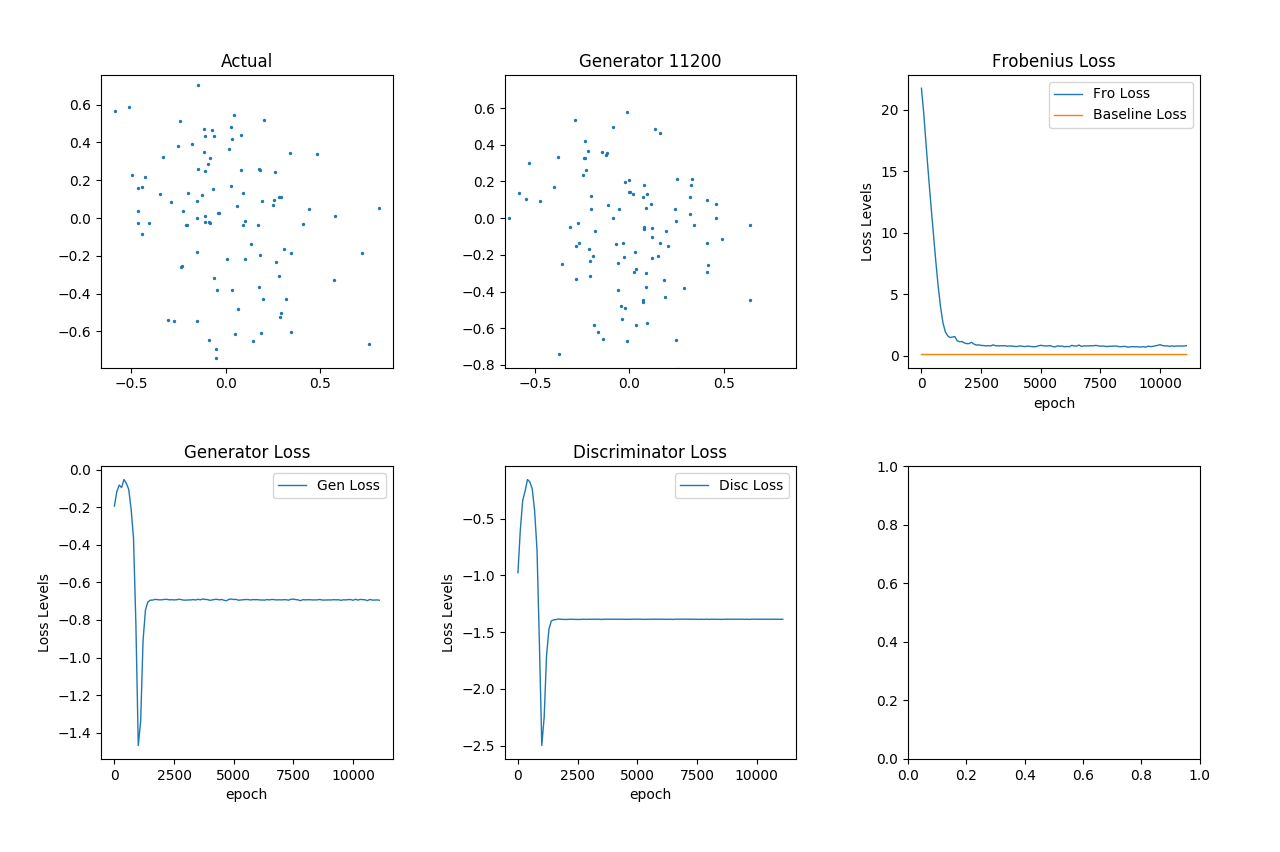 Actual
0.6
0.4
0.2
0.0
−0.2
−0.4
−0.6
−0.5 0.0 0.5
Generator 11200
0.6
0.4
0.2
0.0
−0.2
−0.4
−0.6
−0.8
−0.5 0.0 0.5
Frobenius Loss
Fro Loss
Baseline Loss
Loss Levels
20
15
10
5
0
0 2500 5000 7500 10000
epoch
Generator Loss
Gen Loss
Loss Levels
0.0
−0.2
−0.4
−0.6
−0.8
−1.0
−1.2
−1.4
0 2500 5000 7500 10000
epoch
Discriminator Loss
Disc Loss
Loss Levels
−0.5
−1.0
−1.5
−2.0
−2.5
0 2500 5000 7500 10000
epoch
1.0
0.8
0.6
0.4
0.2
0.0
0.0 0.2 0.4 0.6 0.8 1.0